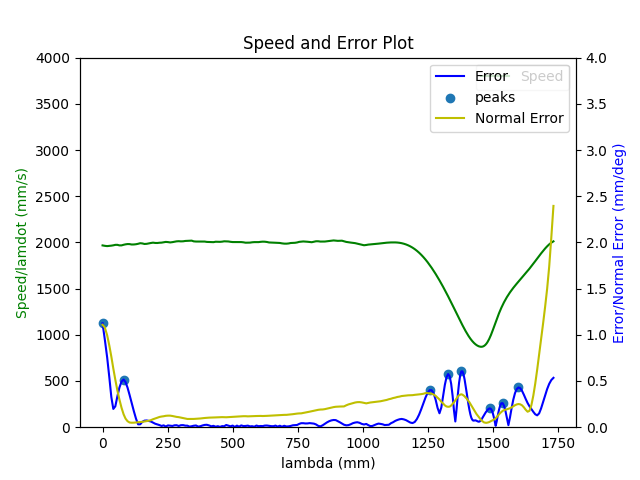 Speed and Error Plot
Speed/lamdot (mm/s)
4000
3500
3000
2500
2000
1500
1000
500
0
Error
Speed
peaks
Normal Error
4.0
3.5
3.0
2.5
2.0
1.5
1.0
0.5
0.0
Error/Normal Error (mm/deg)
0 250 500 750 1000 1250 1500 1750
lambda (mm)